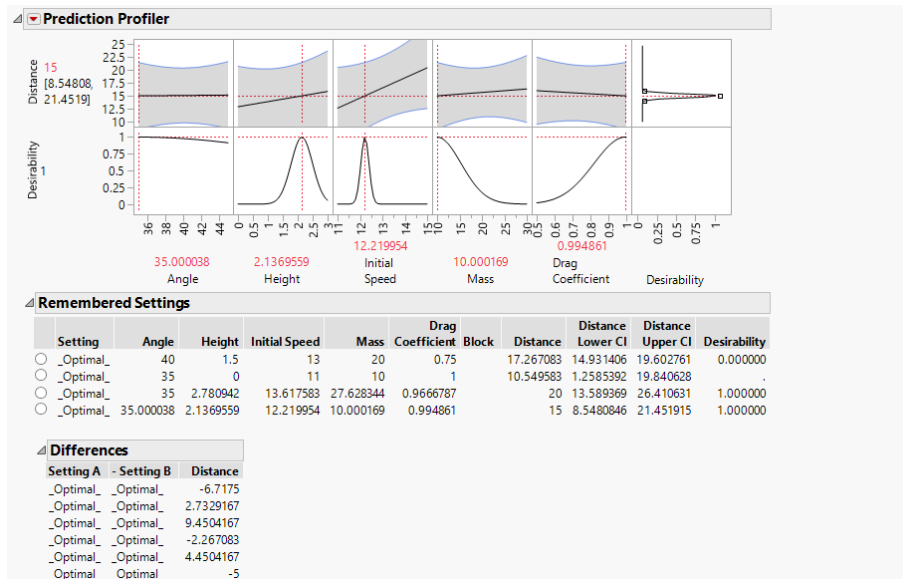 Prediction Profiler
Distance
15
[8.54808,
21.4519]
25
22.5
20
17.5
15
12.5
10
Desirability
1
1
0.75
0.5
0.25
0
36 38 40 42 44
0 0.5 1 1.5 2 2.5 3
11 12 13 14 15
10 15 20 25 30
0.5 0.6 0.7 0.8 0.9 1
0 0.25 0.5 0.75 1
35.000038 2.1369559 12.219954 10.000169 0.994861
Angle Height Initial Speed Mass Drag Coefficient Desirability
Remembered Settings
Setting Angle Height Initial Speed Mass Drag Coefficient Block Distance Distance Lower CI Distance Upper CI Desirability
_Optimal_ 40 1.5 13 20 0.75 17.267083 14.931406 19.602761 0.000000
_Optimal_ 35 0 11 10 1 10.549583 1.2585392 19.840628 .
_Optimal_ 35 2.780942 13.617583 27.628344 0.9666787 20 13.589369 26.410631 1.000000
_Optimal_ 35.000038 2.1369559 12.219954 10.000169 0.994861 15 8.5480846 21.451915 1.000000
Differences
Setting A - Setting B Distance
_Optimal_ _Optimal_ -6.7175
_Optimal_ _Optimal_ 2.7329167
_Optimal_ _Optimal_ 9.4504167
_Optimal_ _Optimal_ -2.267083
_Optimal_ _Optimal_ 4.4504167
_Optimal_ _Optimal_ -5